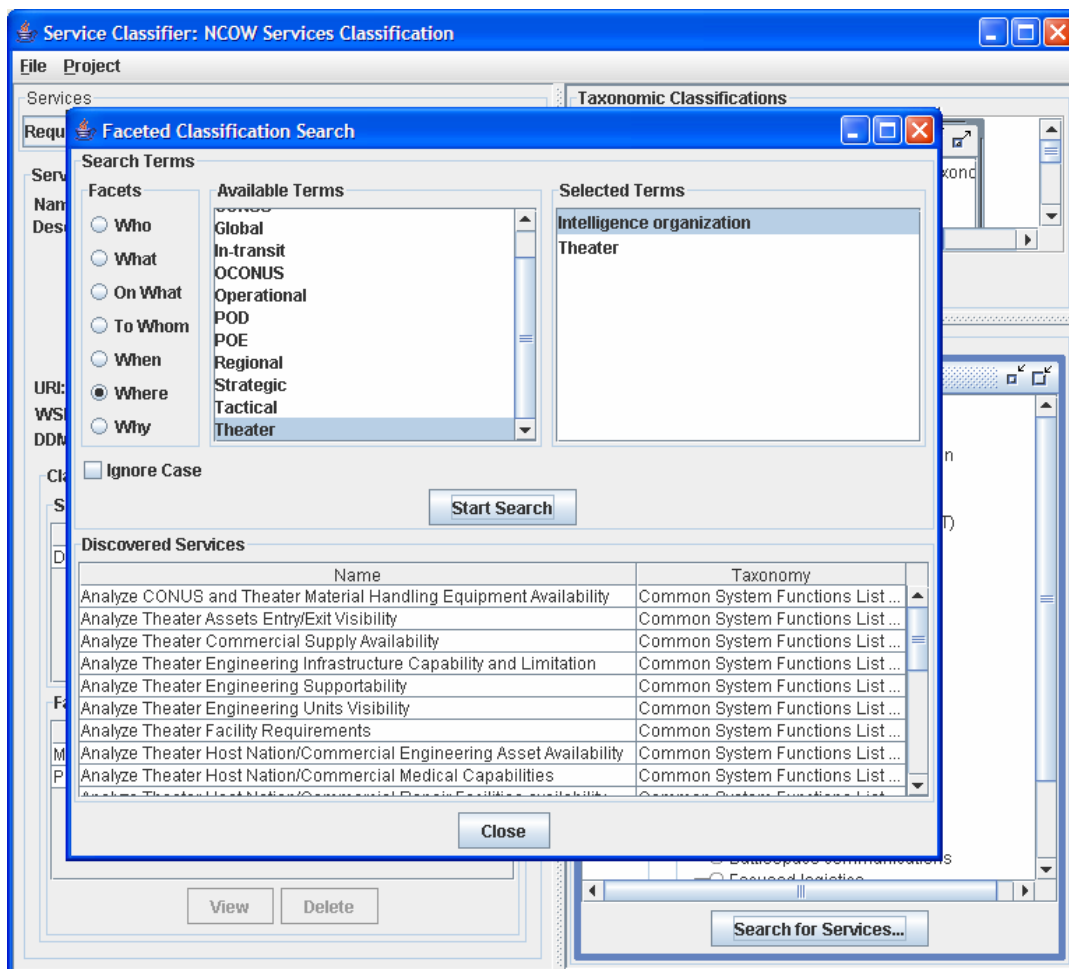 Service Classifier: NCOW Services Classification
File Project
Services
Taxonomic Classifications
Requ
Faceted Classification Search
Search Terms
Serv
Facets
Available Terms
Selected Terms
Who
Global
Intelligence organization
In-transit
Theater
What
OCONUS
On What
Operational
POD
To Whom
POE
When
Regional
URI:
Where
Strategic
Tactical
DDM
Why
Theater
Ignore Case
n
Cla
Start Search
S
T)
Discovered Services
D
Name Taxonomy
Analyze CONUS and Theater Material Handling Equipment Availability Common System Functions List ...
Analyze Theater Assets Entry/Exit Visibility Common System Functions List ...
Analyze Theater Commercial Supply Availability Common System Functions List ...
Analyze Theater Engineering Infrastructure Capability and Limitation Common System Functions List ...
Analyze Theater Engineering Supportability Common System Functions List ...
Analyze Theater Engineering Units Visibility Common System Functions List ...
Fa
Analyze Theater Facility Requirements Common System Functions List ...
M
Analyze Theater Host Nation/Commercial Engineering Asset Availability Common System Functions List ...
P
Analyze Theater Host Nation/Commercial Medical Capabilities Common System Functions List ...
Close
Battlespace communications
Focused logistics
View Delete
Search for Services...